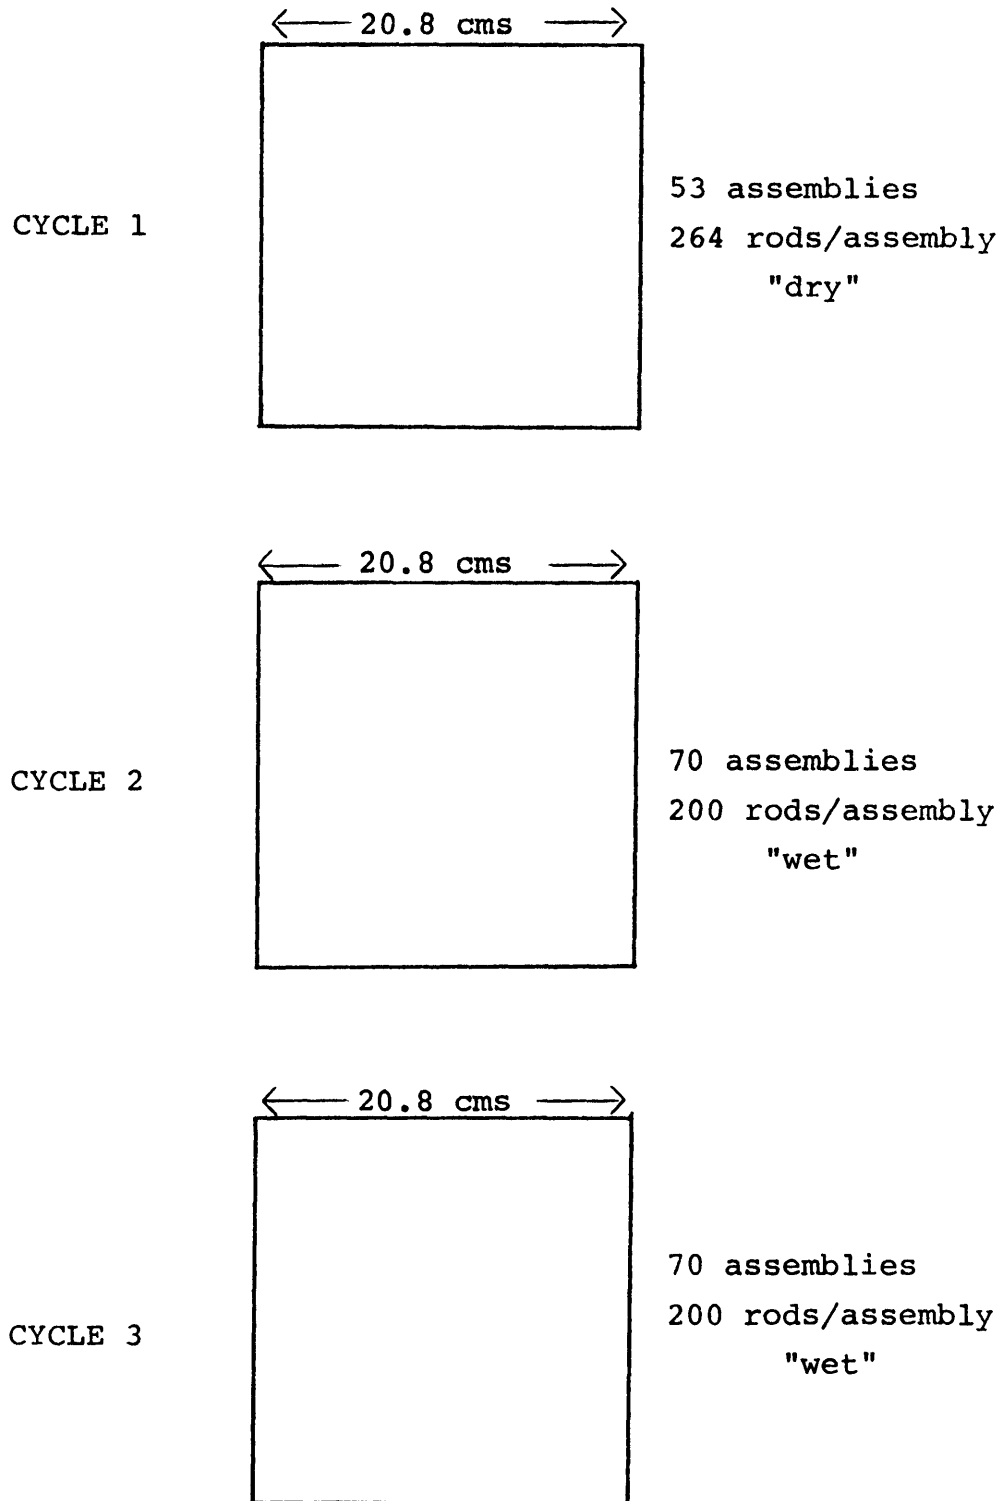 20.8 cms
CYCLE 1
53 assemblies
264 rods/assembly
"dry"
20.8 cms
CYCLE 2
70 assemblies
200 rods/assembly
"wet"
20.8 cms
CYCLE 3
70 assemblies
200 rods/assembly
"wet"